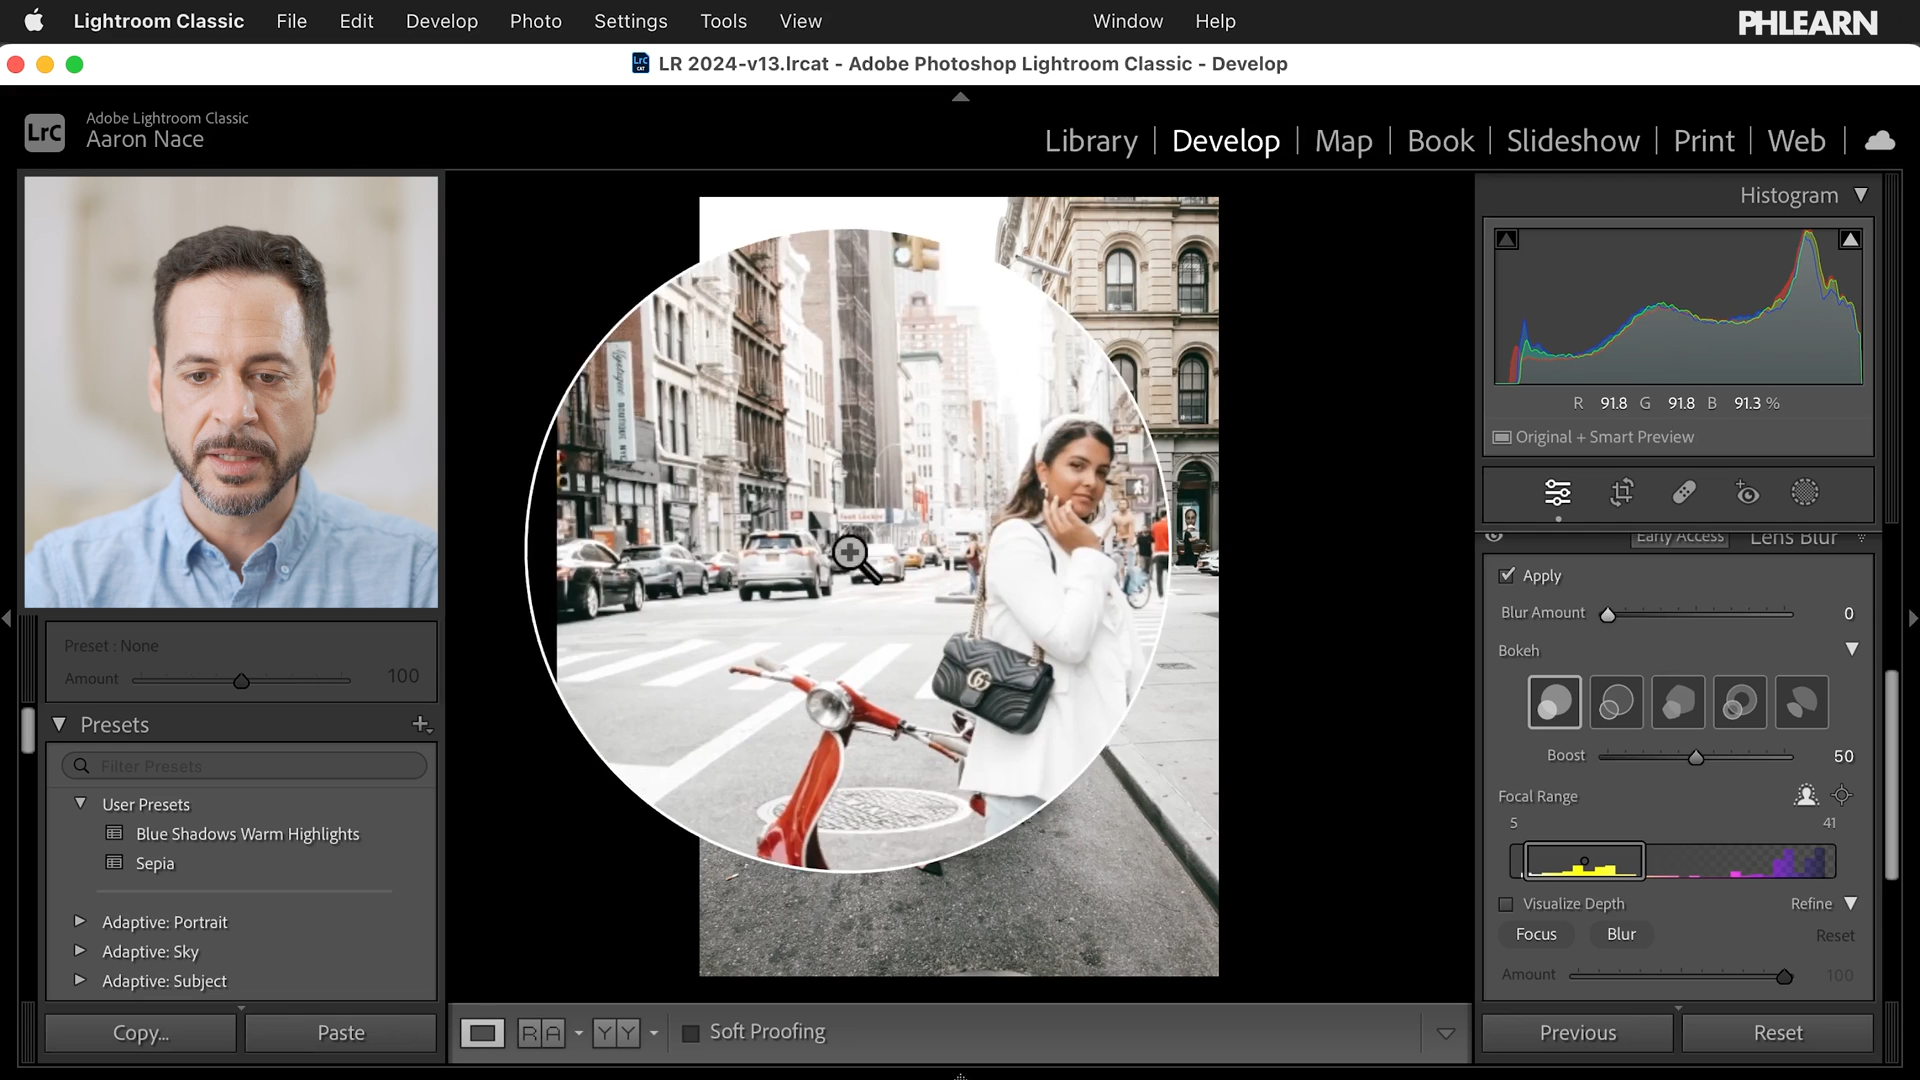 Lightroom Classic File Edit Develop Photo Settings Tools View Window Help PHLEARN
Lrc CAT LR 2024-v13.lrcat - Adobe Photoshop Lightroom Classic - Develop
LrC Adobe Lightroom Classic
Aaron Nace
Library Develop Map Book Slideshow Print Web
Histogram
R 91.8 G 91.8 B 91.3 %
Original + Smart Preview
Early Access Lens Blur
Apply
Blur Amount 0
Bokeh
Boost 50
Focal Range
5 41
Visualize Depth Refine
Focus Blur Reset
Amount 100
Previous Reset
Preset : None
Amount 100
Presets
Filter Presets
User Presets
Blue Shadows Warm Highlights
Sepia
Adaptive: Portrait
Adaptive: Sky
Adaptive: Subject
Copy... Paste
R A Y Y Soft Proofing